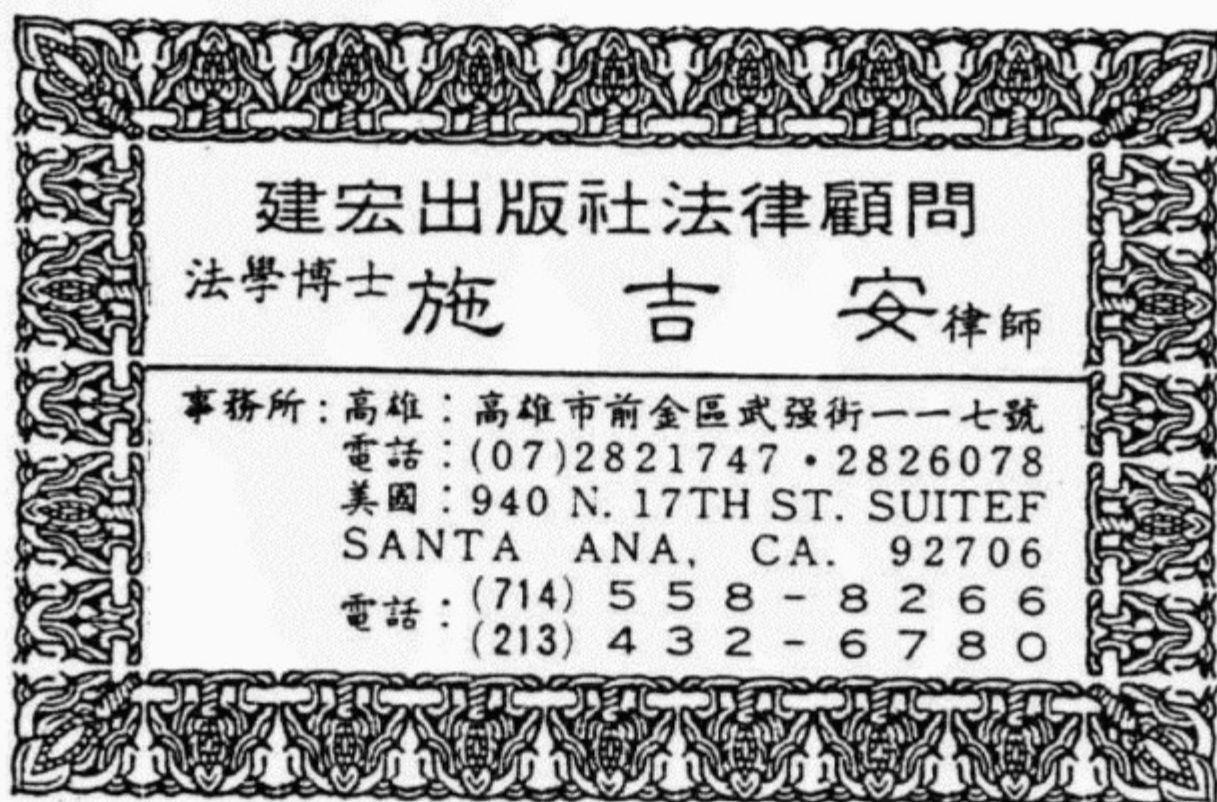 建宏出版社法律顧問
法學博士 施吉安 律師
事務所：高雄：高雄市前金區武强街一一七號
電話：(07)2821747・2826078
美國：940 N. 17TH ST. SUITEF
SANTA ANA, CA. 92706
電話：(714) 558-8266
(213) 432-6780